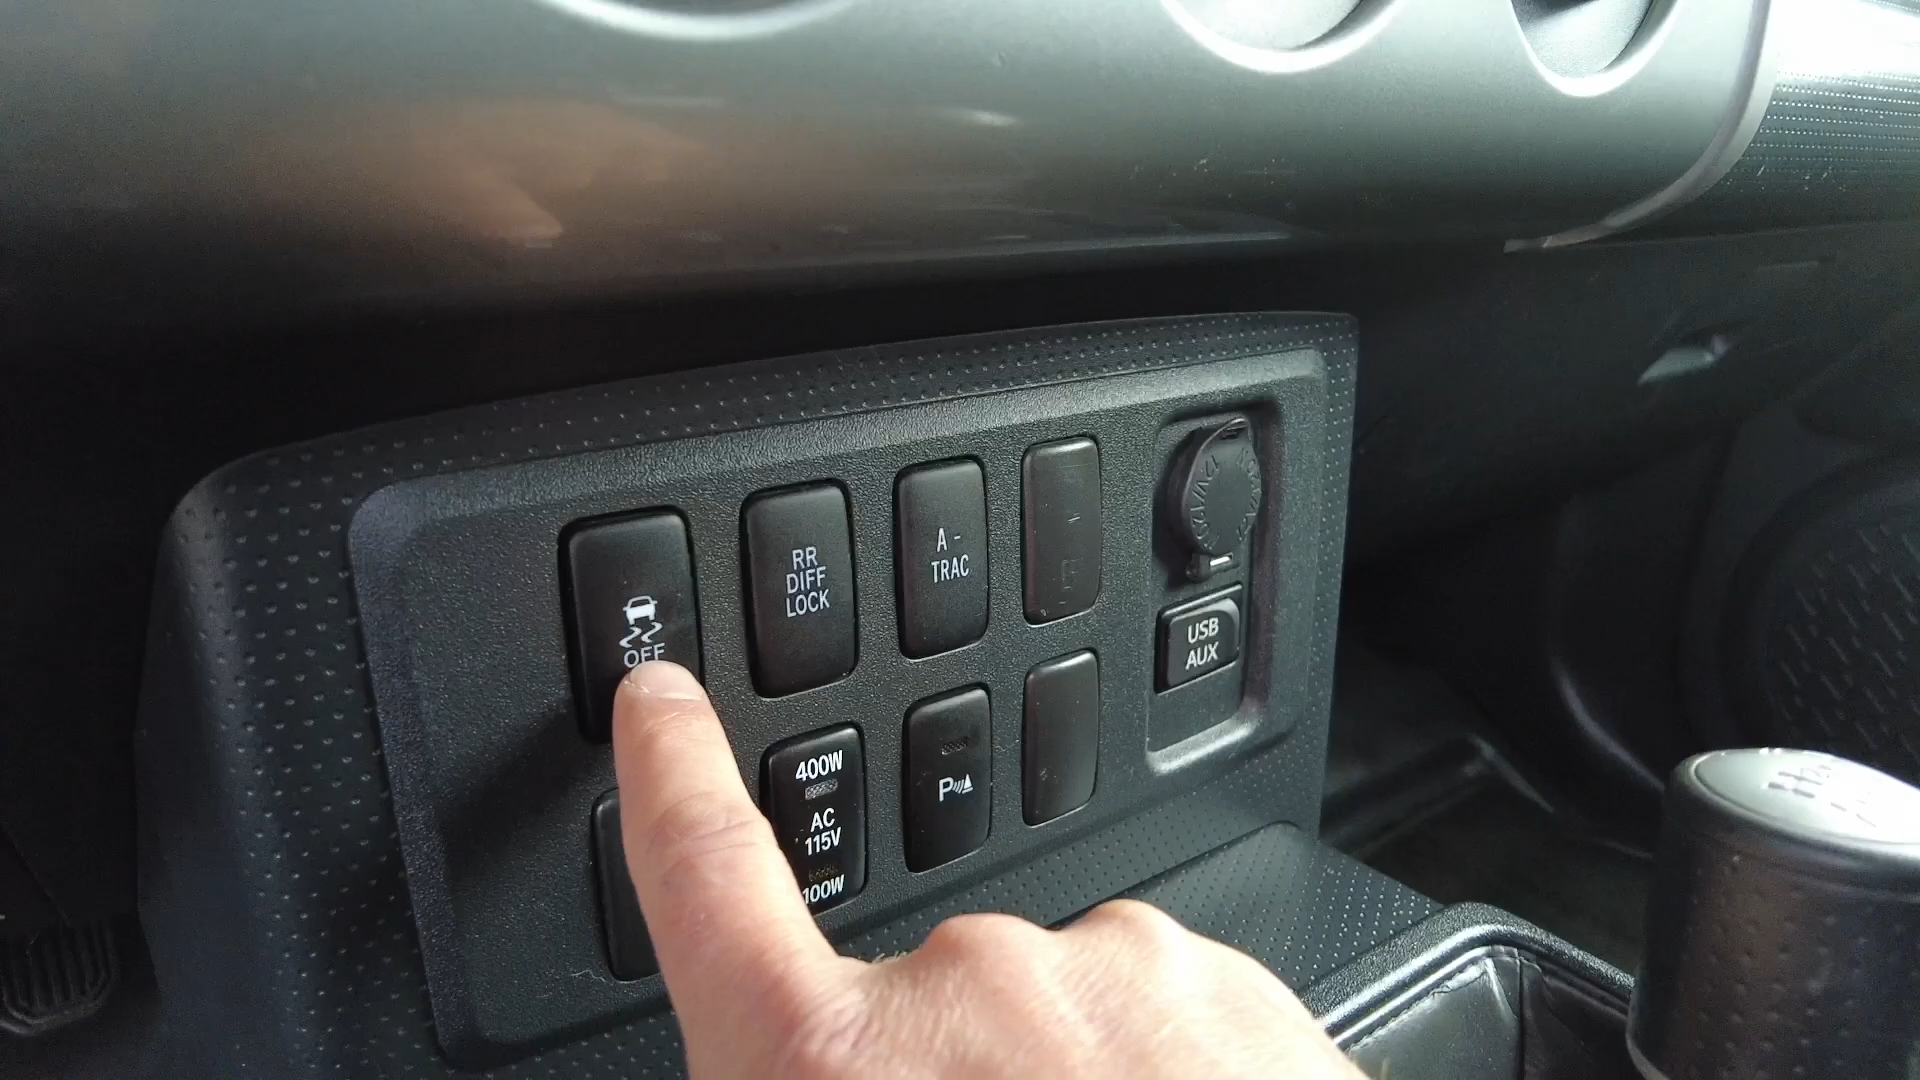 OFF
RR
DIFF
LOCK
A -
TRAC
USB
AUX
400W
AC
115V
100W
P